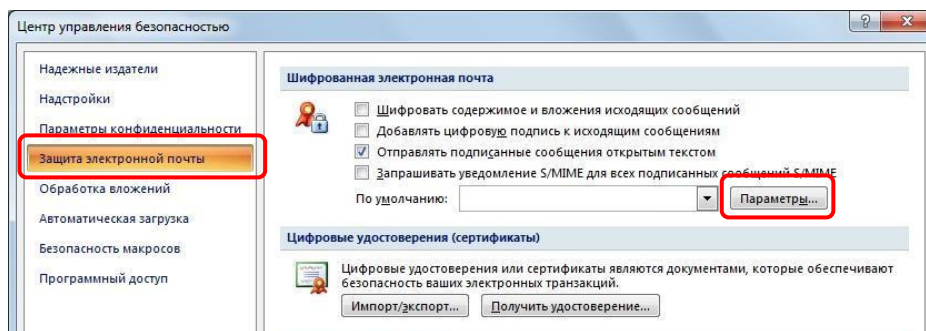 Центр управления безопасностью
Надежные издатели
Надстройки
Параметры конфиденциальности
Защита электронной почты
Обработка вложений
Автоматическая загрузка
Безопасность макросов
Программный доступ
Шифрованная электронная почта
Шифровать содержимое и вложения исходящих сообщений
Добавлять цифровую подпись к исходящим сообщениям
Отправлять подписанные сообщения открытым текстом
Запрашивать уведомление S/MIME для всех подписанных сообщений S/MIME
По умолчанию: Параметры...
Цифровые удостоверения (сертификаты)
Цифровые удостоверения или сертификаты являются документами, которые обеспечивают
безопасность ваших электронных транзакций.
Импорт/экспорт... Получить удостоверение...